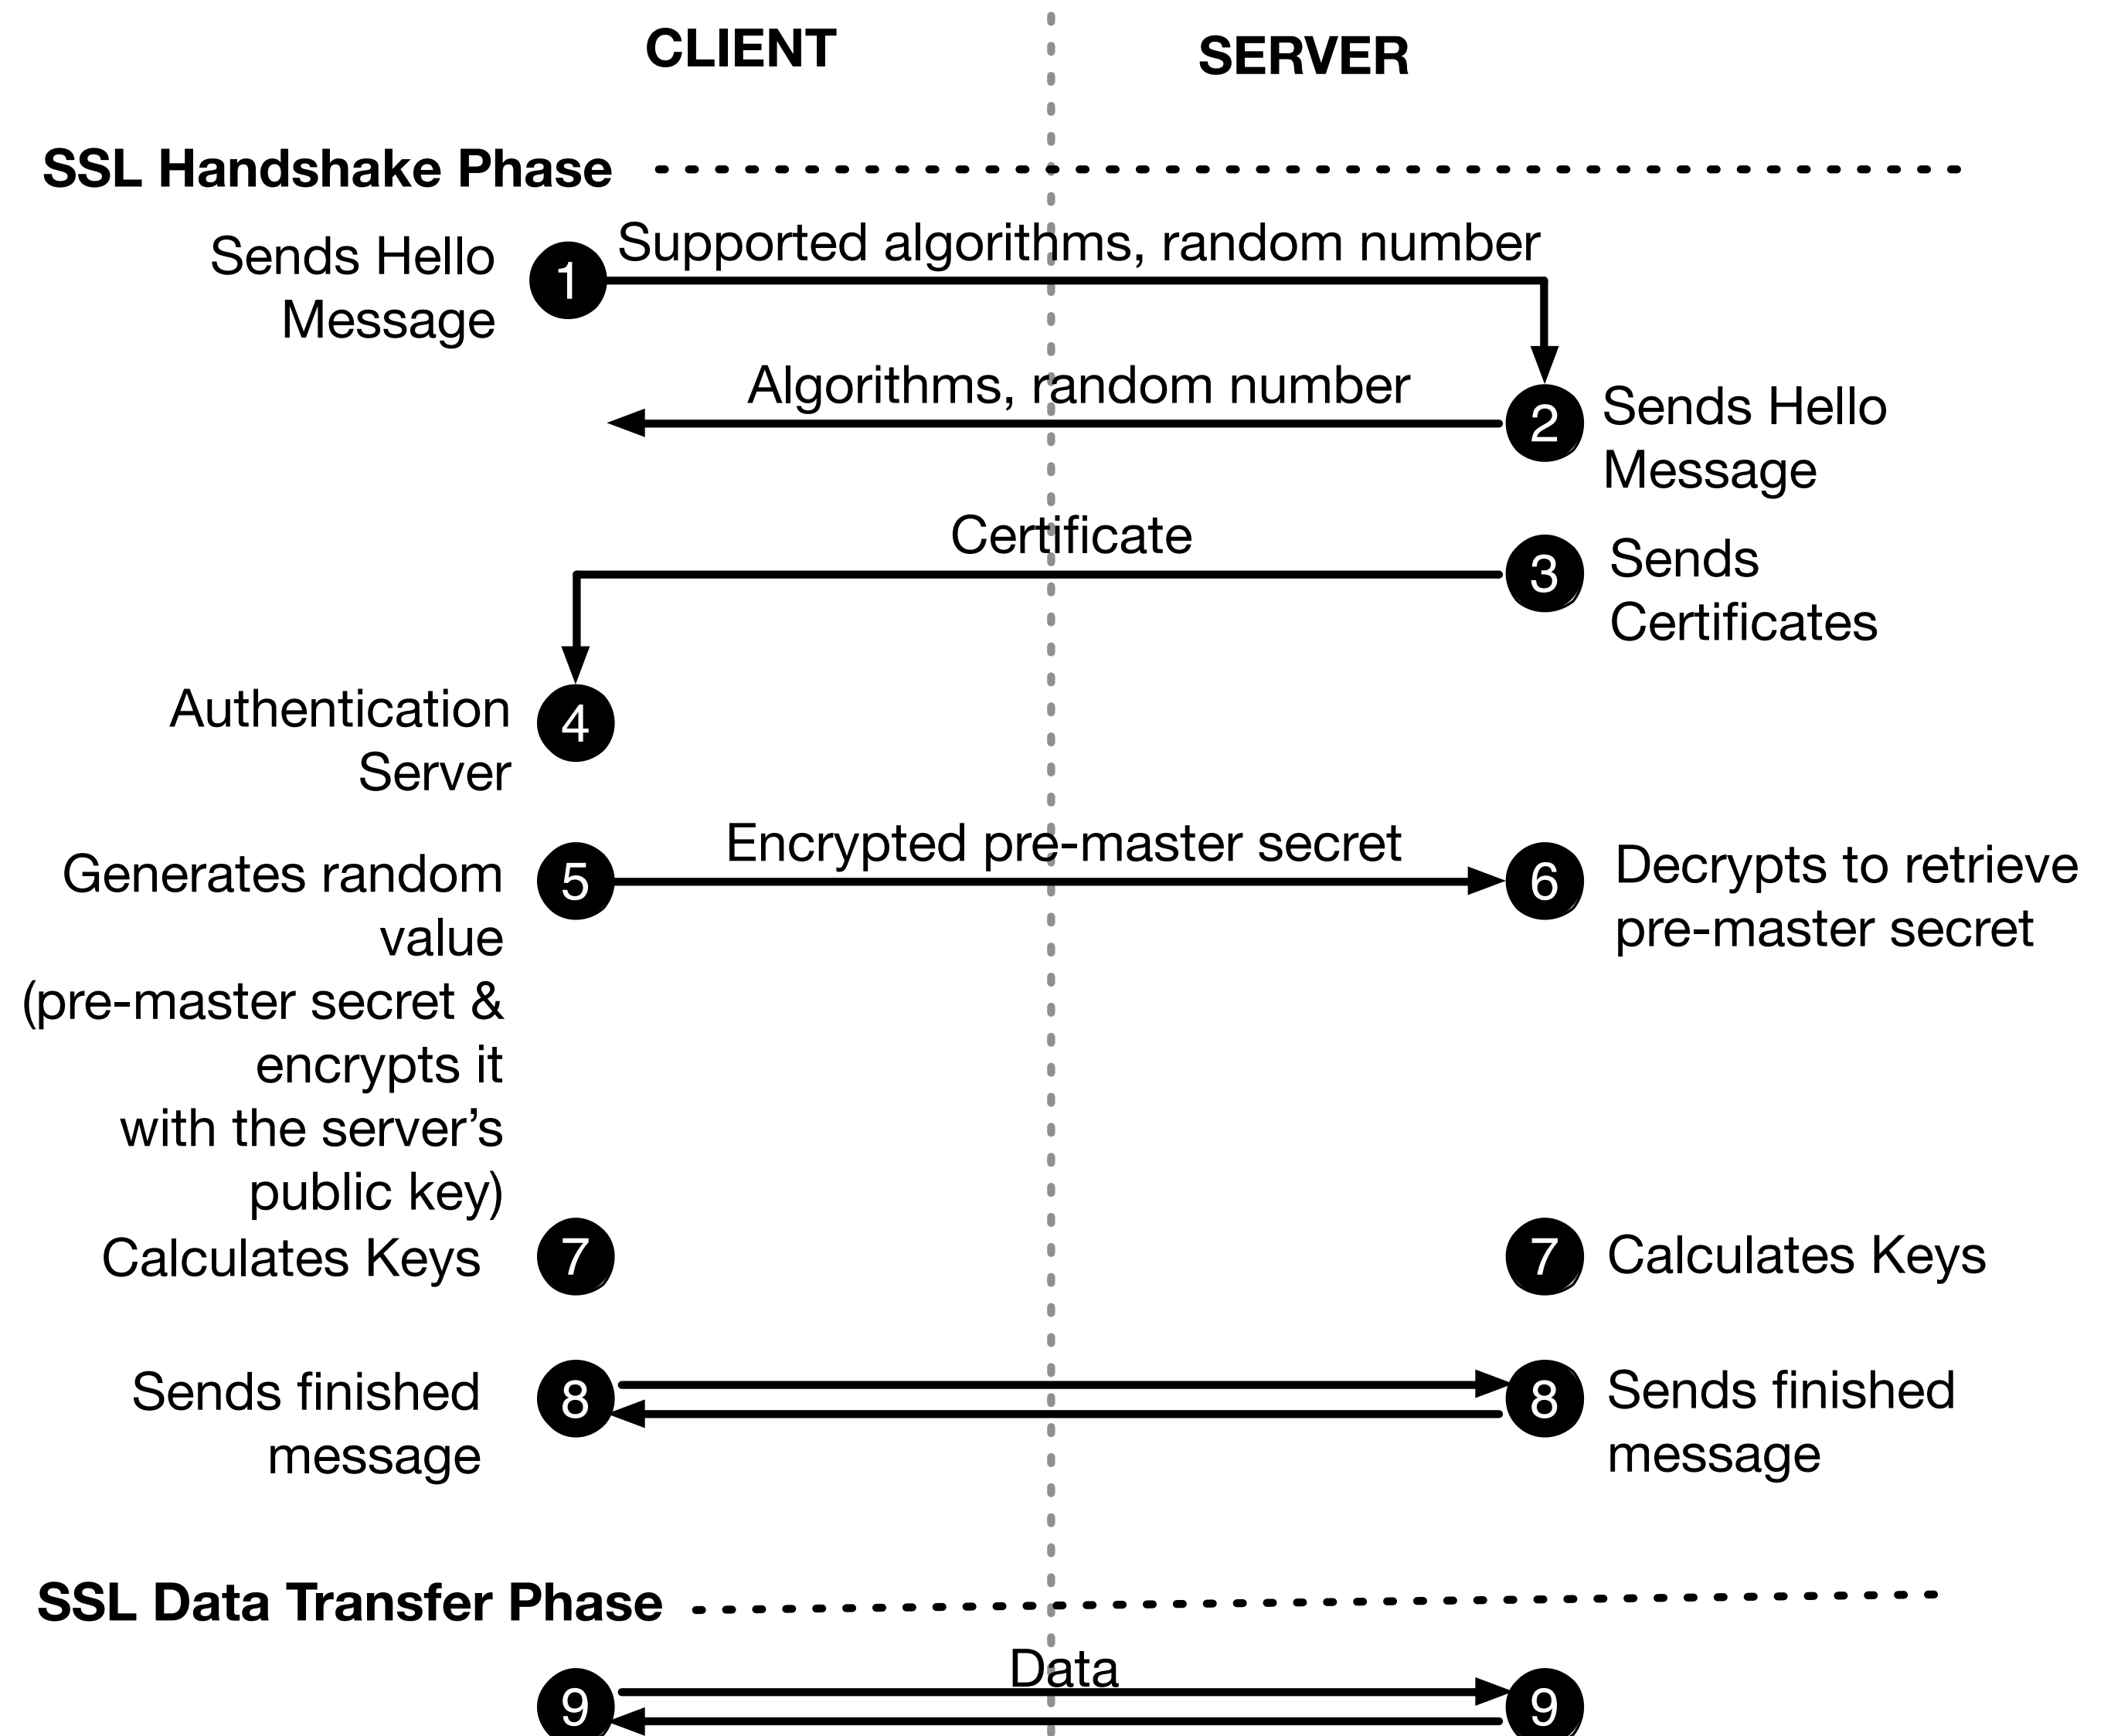 CLIENT
SERVER
SSL Handshake Phase
Sends Hello
Message
1
Supported algorithms, random number
Algorithms, random number
2
Sends Hello
Message
Certificate
3
Sends
Certificates
Authentication
Server
4
Generates random
value
(pre-master secret &
encrypts it
with the server’s
public key)
5
Encrypted pre-master secret
6
Decrypts to retrieve
pre-master secret
Calculates Keys
7
7
Calculates Keys
Sends finished
message
8
8
Sends finished
message
SSL Data Transfer Phase
Data
9
9